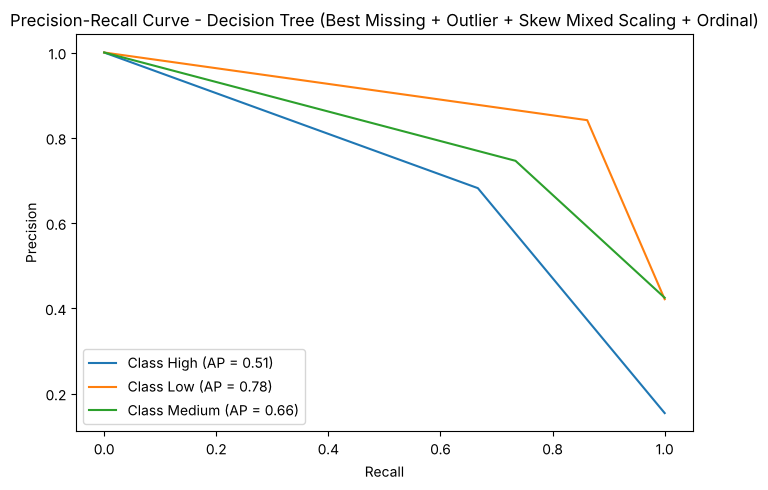 Precision-Recall Curve - Decision Tree (Best Missing + Outlier + Skew Mixed Scaling + Ordinal)
1.0
0.8
0.6
0.4
0.2
Precision
Class High (AP = 0.51)
Class Low (AP = 0.78)
Class Medium (AP = 0.66)
0.0 0.2 0.4 0.6 0.8 1.0
Recall